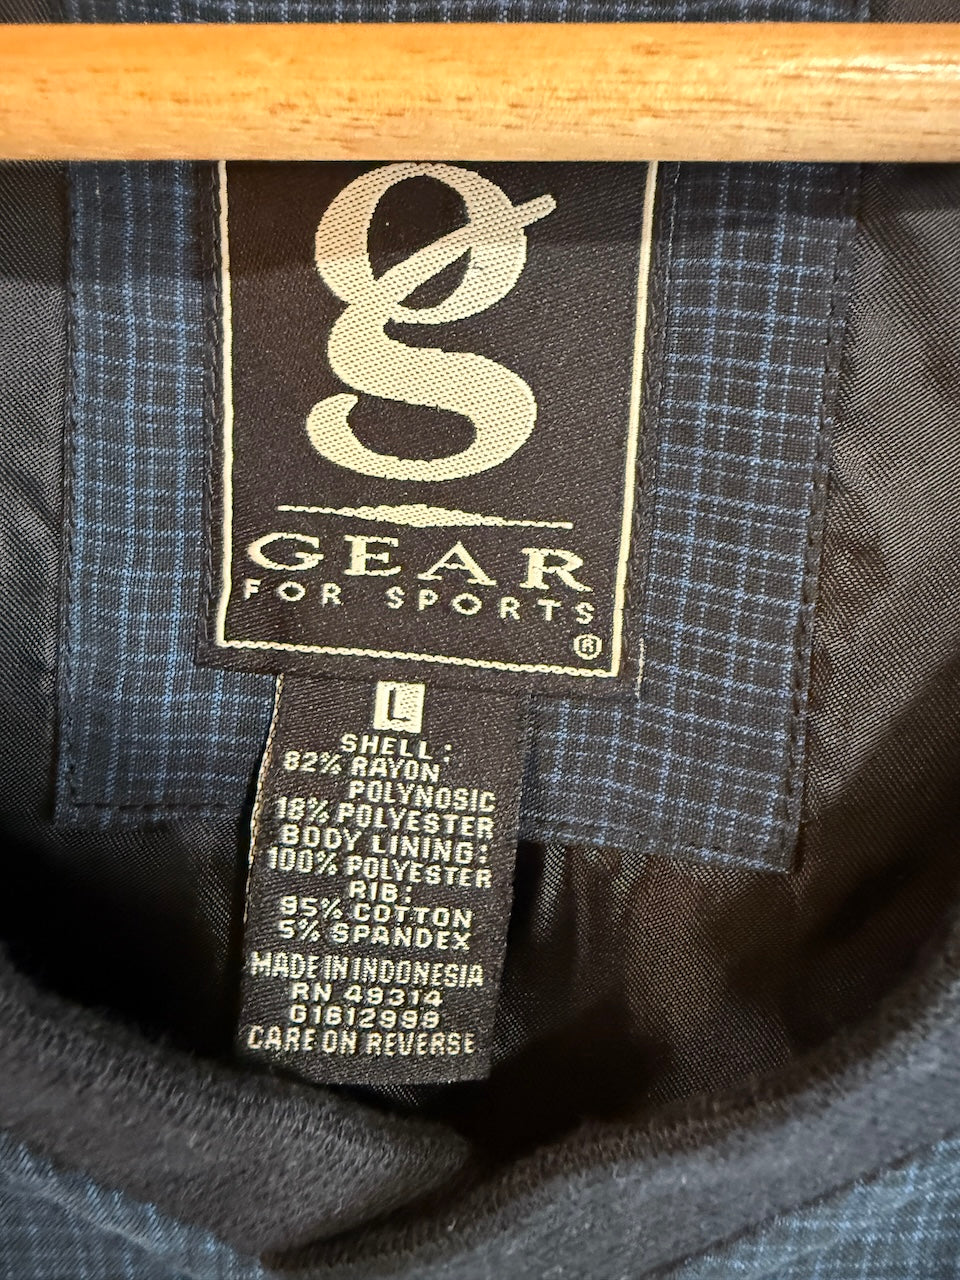 GEAR
FOR SPORTS
®
L
SHELL:
82% RAYON
POLYNOSIC
18% POLYESTER
BODY LINING:
100% POLYESTER
RIB:
95% COTTON
5% SPANDEX
MADE IN INDONESIA
RN 49314
G1612999
CARE ON REVERSE